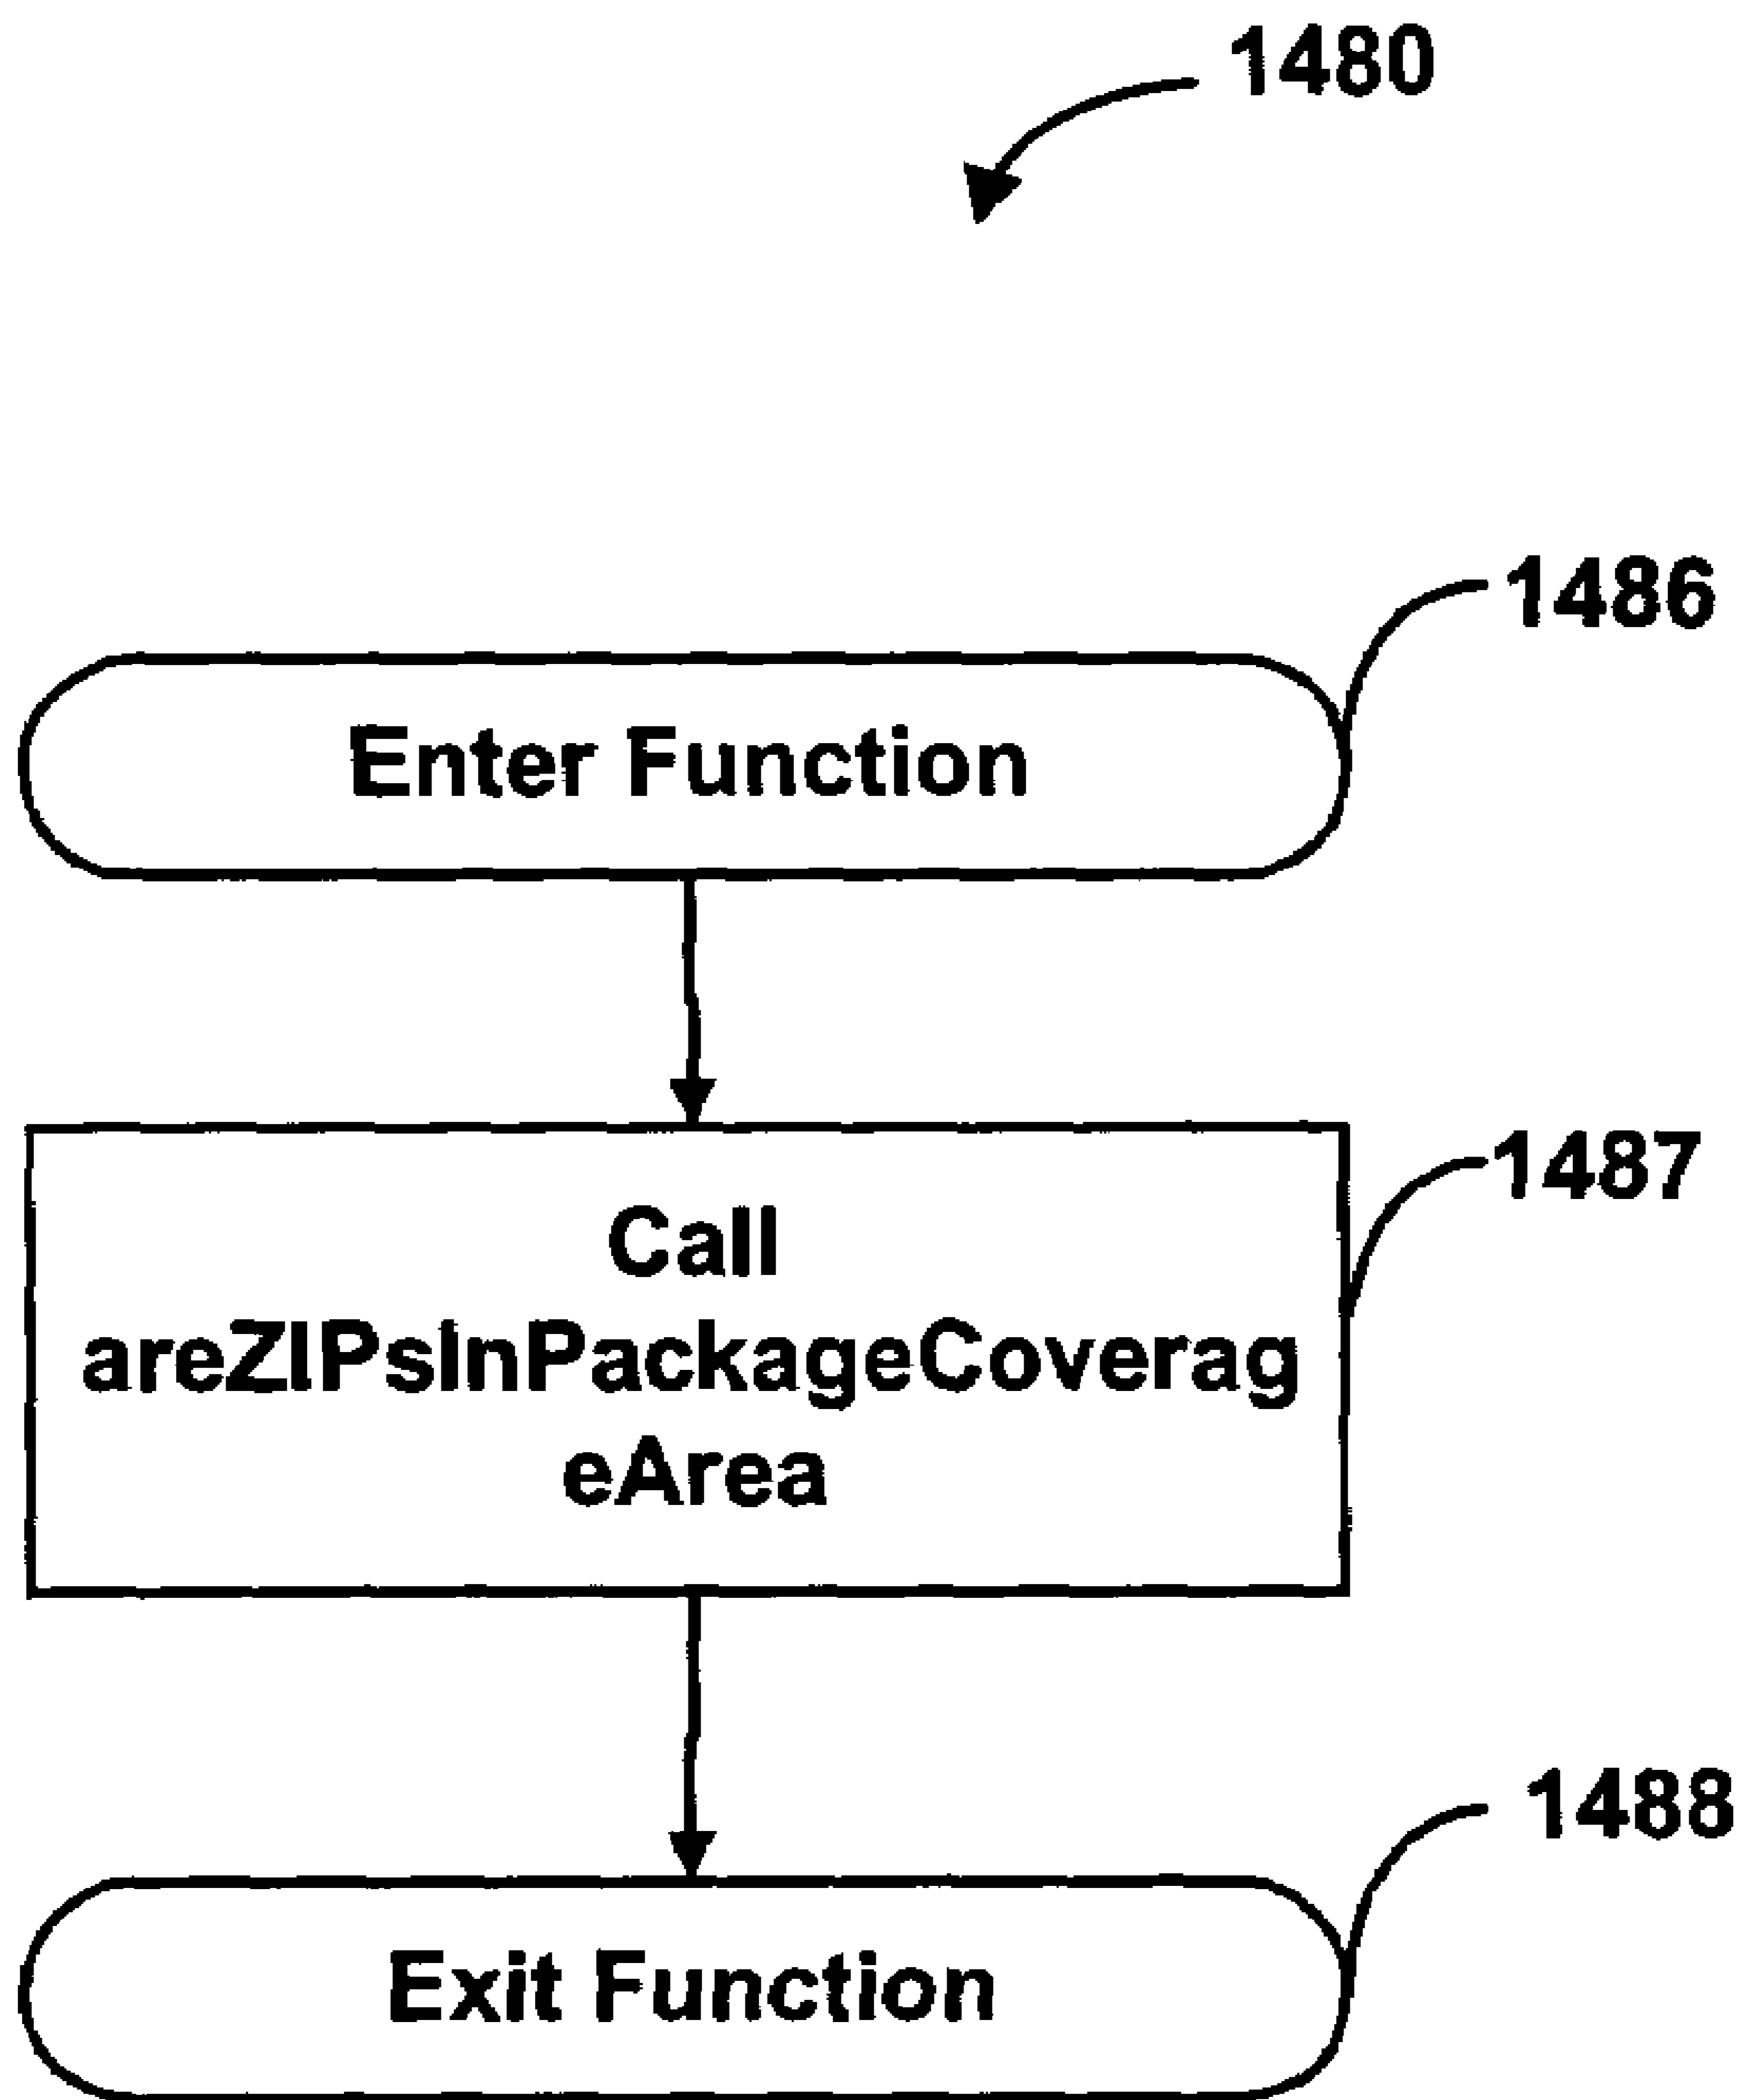 1480
1486
Enter Function
1487
Call
areZIPsInPackageCoverag
eArea
1488
Exit Function